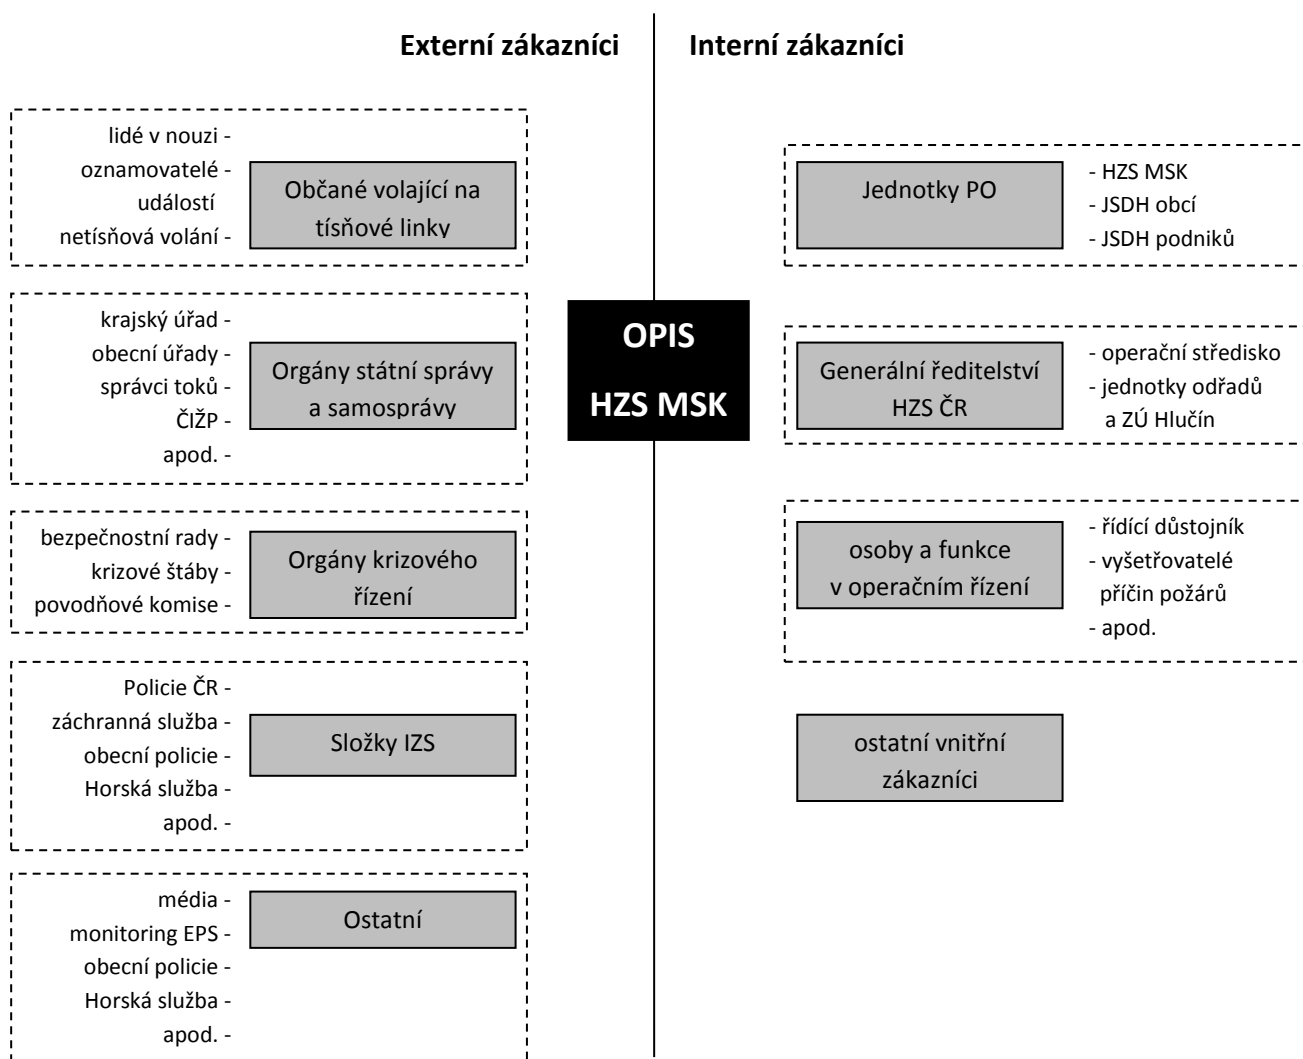 Externí zákazníci
Interní zákazníci
lidé v nouzi -
oznamovatelé -
událostí
netísňová volání -
Občané volající na
tísňové linky
krajský úřad -
obecní úřady -
správci toků -
ČIŽP -
apod. -
Orgány státní správy
a samosprávy
bezpečnostní rady -
krizové štáby -
povodňové komise -
Orgány krizového
řízení
Policie ČR -
záchranná služba -
obecní policie -
Horská služba -
apod. -
Složky IZS
média -
monitoring EPS -
obecní policie -
Horská služba -
apod. -
Ostatní
OPIS
HZS MSK
Jednotky PO
- HZS MSK
- JSDH obcí
- JSDH podniků
Generální ředitelství
HZS ČR
- operační středisko
- jednotky odřadů
a ZÚ Hlučín
osoby a funkce
v operačním řízení
- řídící důstojník
- vyšetřovatelé
příčin požárů
- apod.
ostatní vnitřní
zákazníci